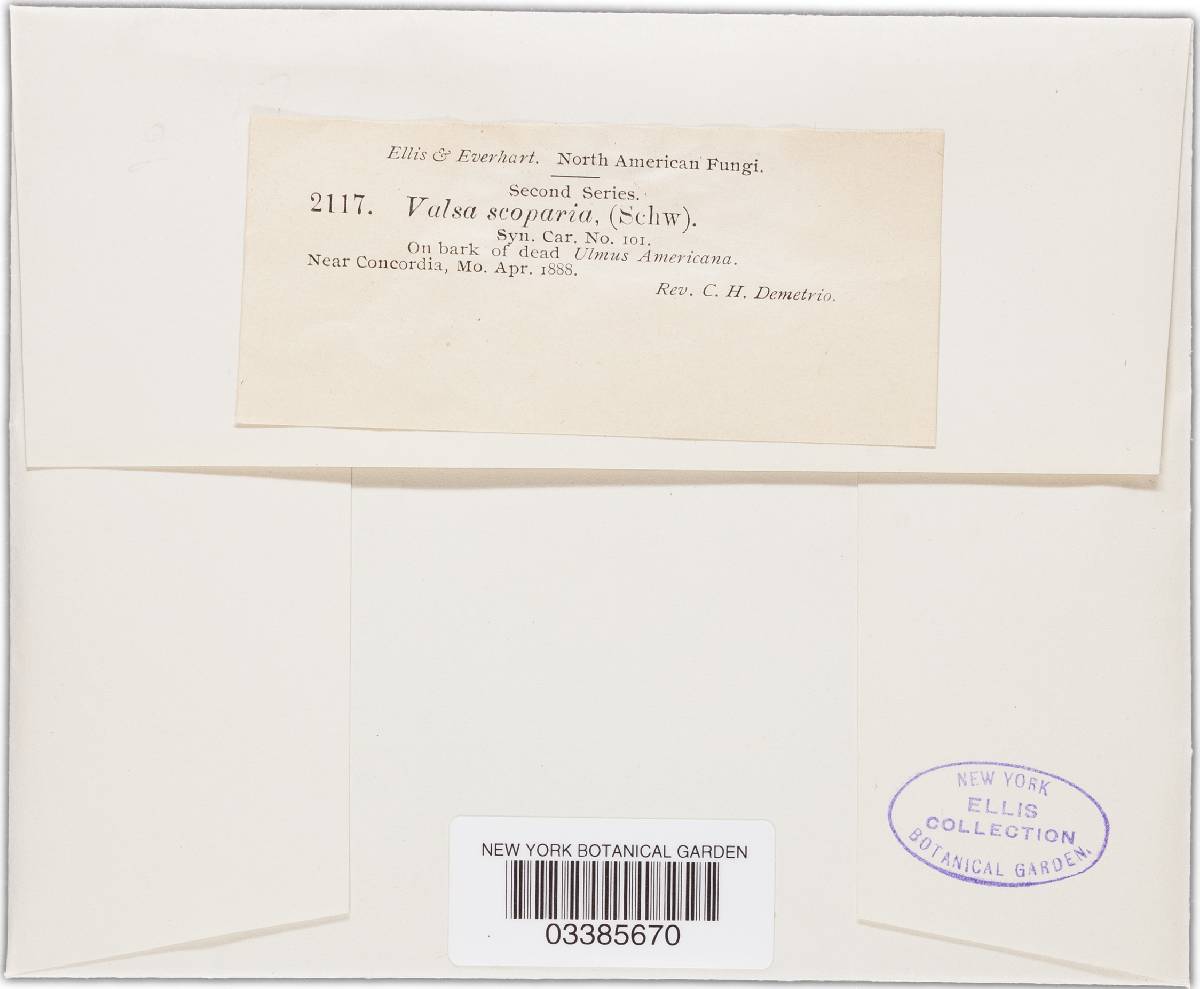 Ellis & Everhart. North American Fungi.
Second Series.
2117. Valsa scoparia, (Schw).
Syn. Car. No. 101.
On bark of dead Ulmus Americana.
Near Concordia, Mo. Apr. 1888.
Rev. C. H. Demetrio.
NEW YORK
ELLIS
COLLECTION
BOTANICAL GARDEN.
NEW YORK BOTANICAL GARDEN
03385670